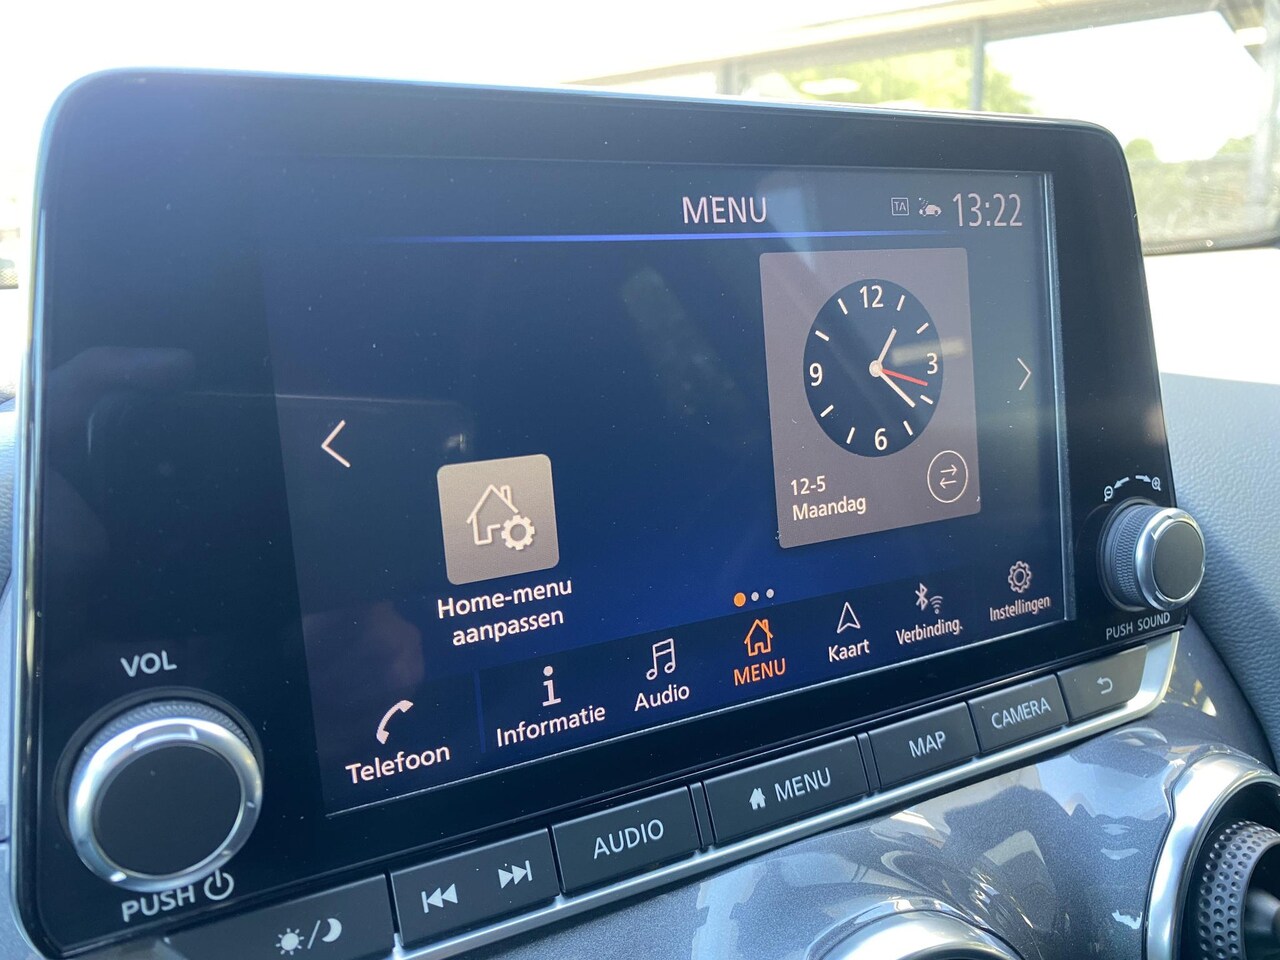 MENU
TA
13:22
12
3
6
9
12-5
Maandag
Home-menu
aanpassen
Telefoon
Informatie
Audio
MENU
Kaart
Verbinding.
Instellingen
VOL
PUSH
PUSH SOUND
AUDIO
MENU
MAP
CAMERA